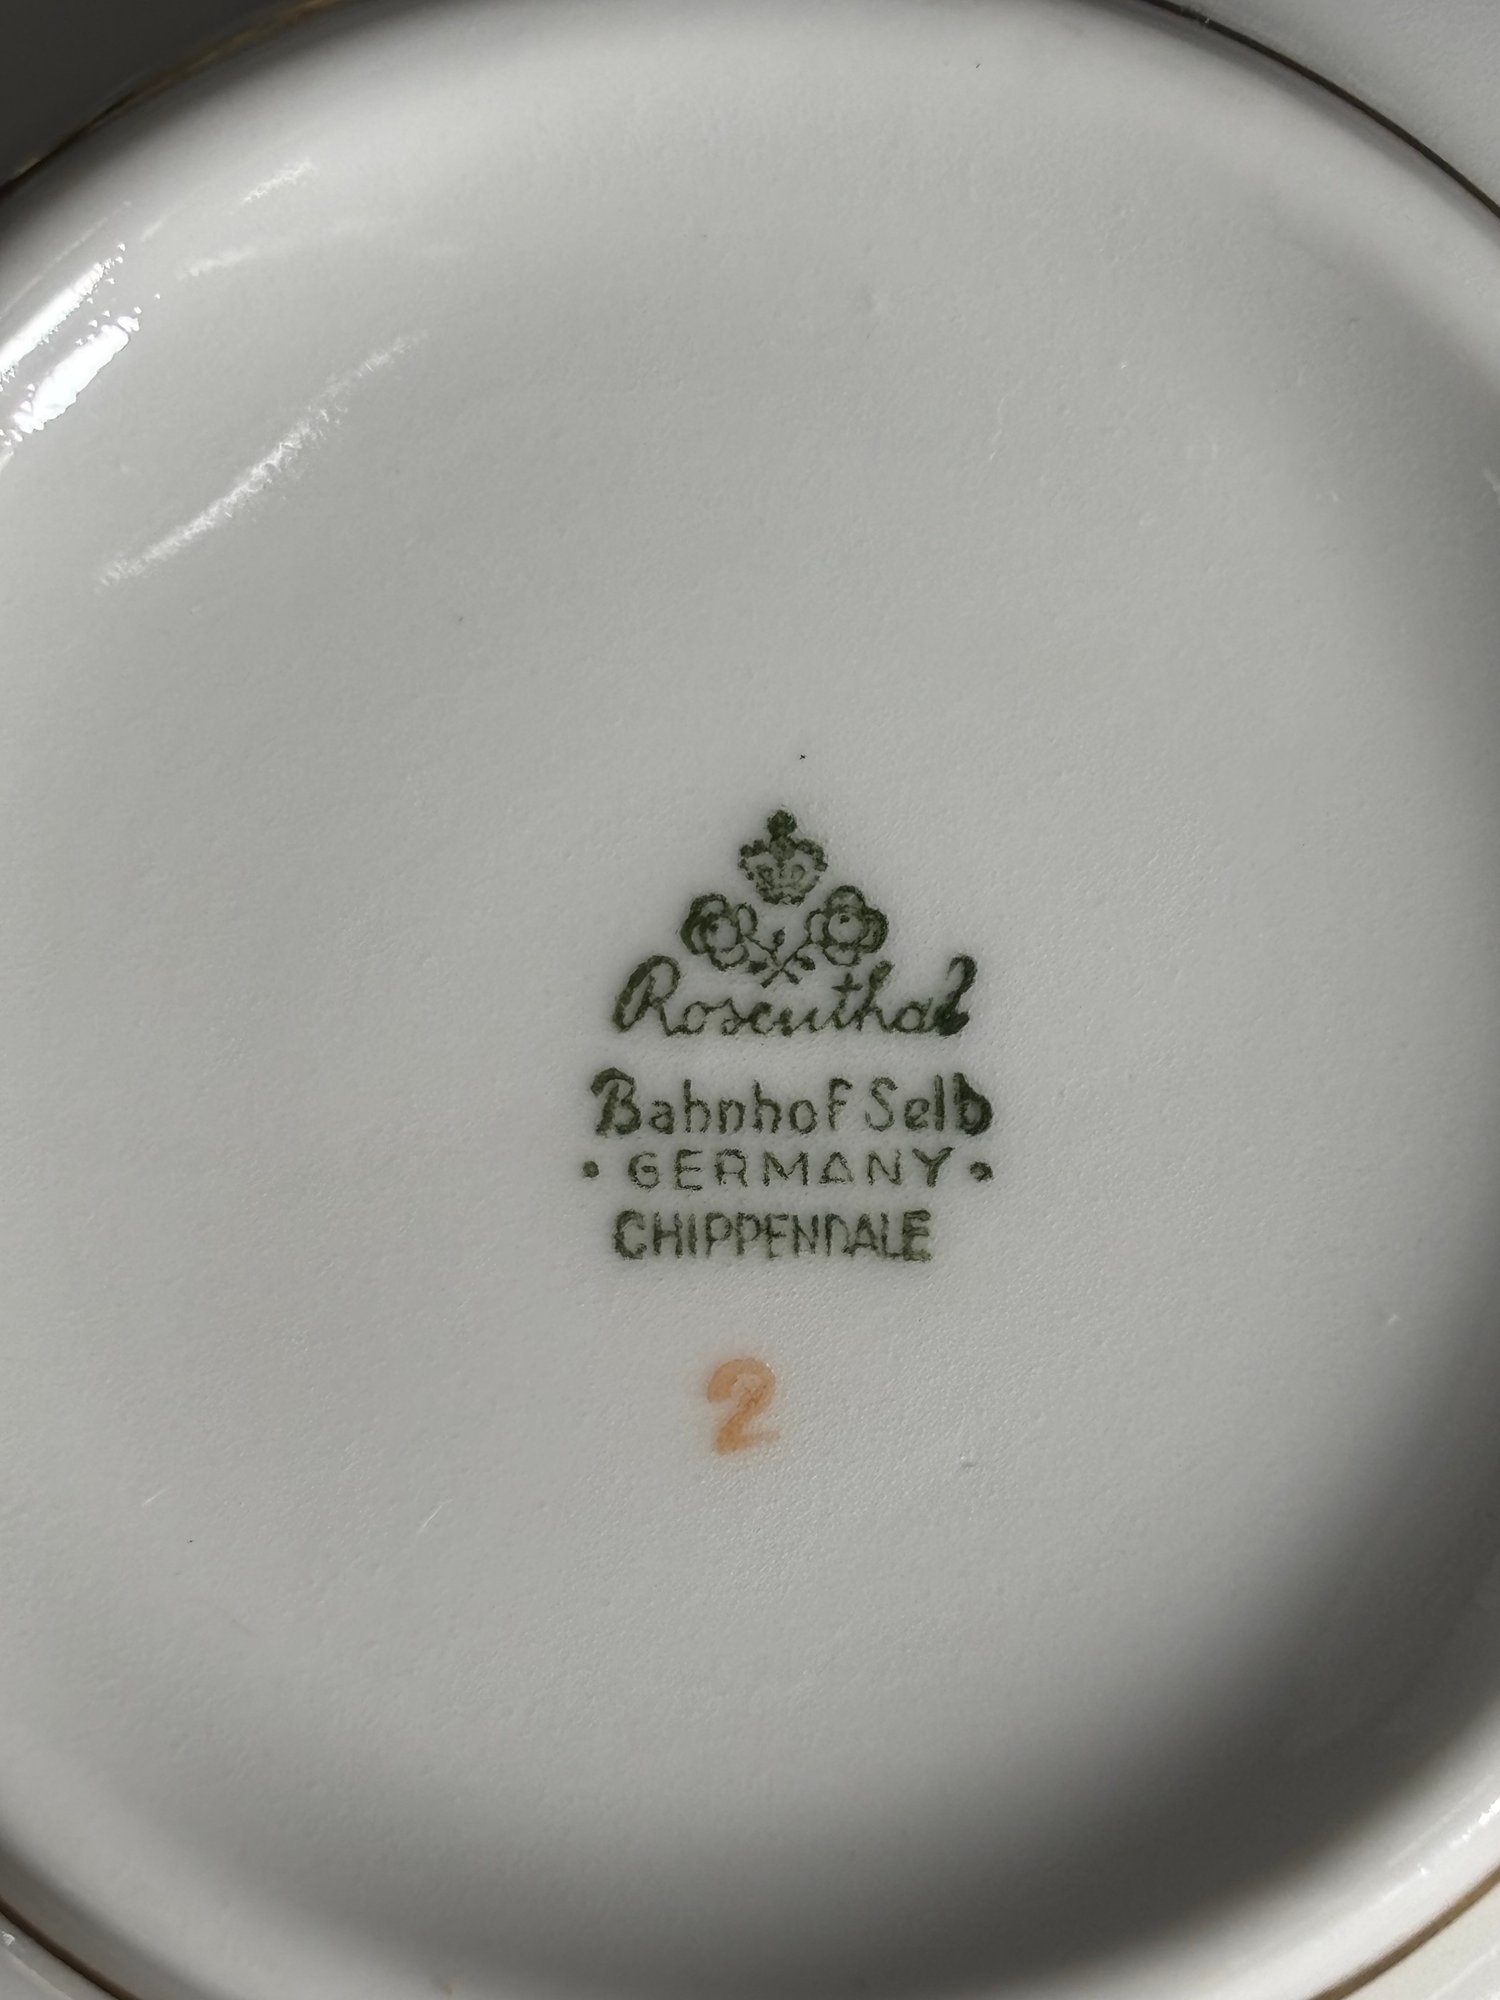 Rosenthal
Bahnhof Selb
• GERMANY •
CHIPPENDALE
2